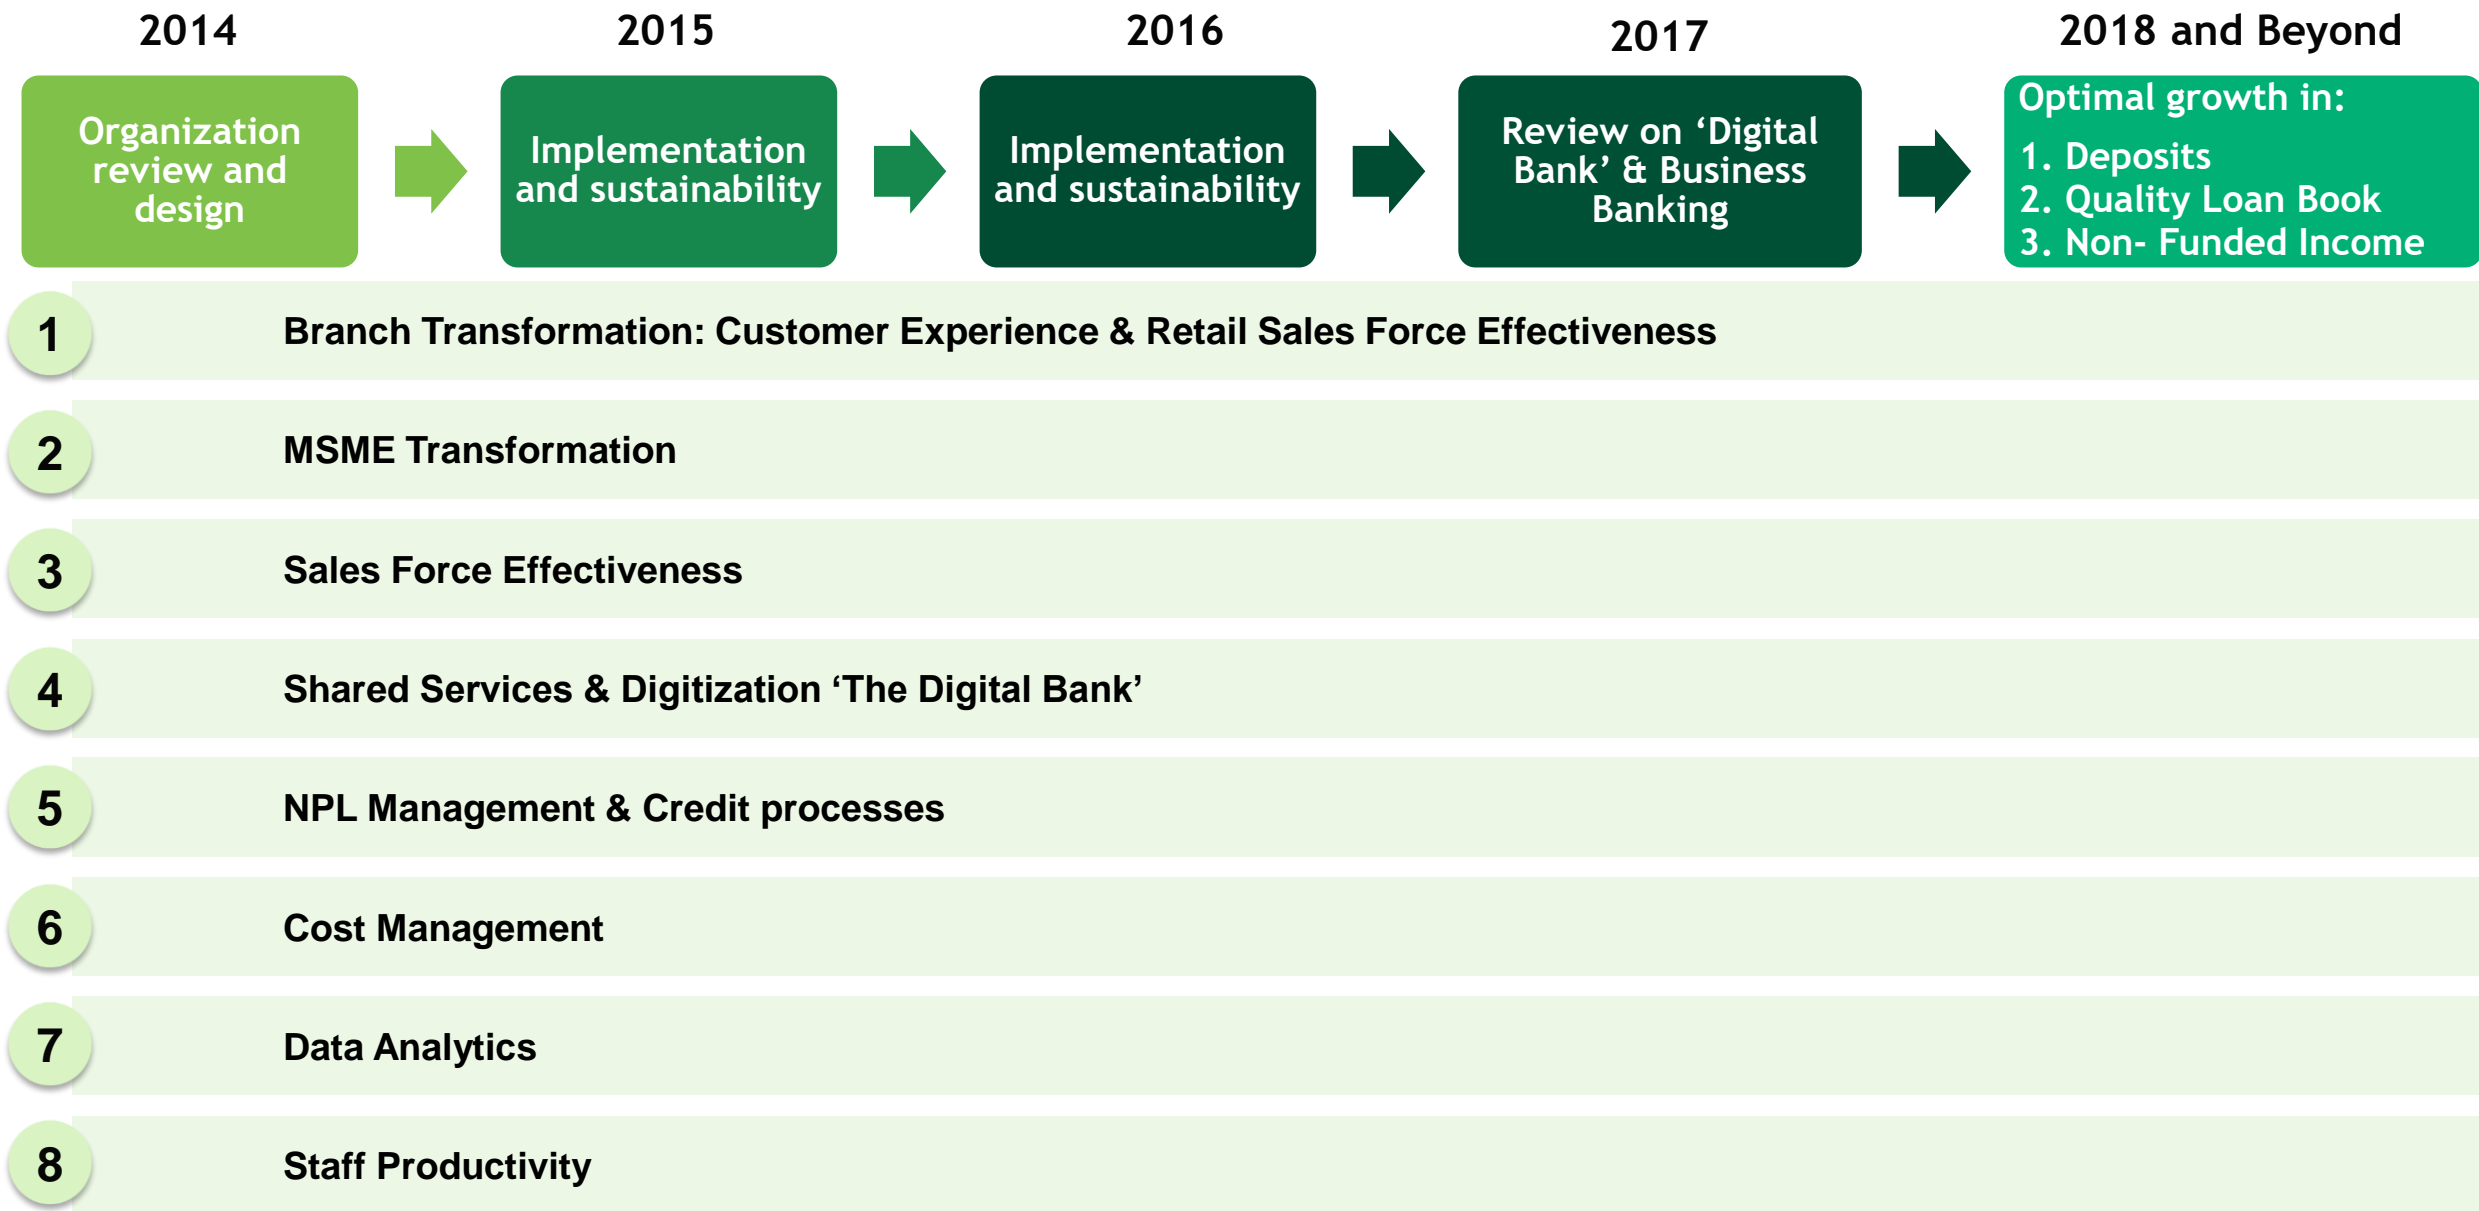 2014
2015
2016
2017
2018 and Beyond
Organization
review and
design
Implementation
and sustainability
Implementation
and sustainability
Review on ‘Digital
Bank’ & Business
Banking
Optimal growth in:
1. Deposits
2. Quality Loan Book
3. Non- Funded Income
1
Branch Transformation: Customer Experience & Retail Sales Force Effectiveness
2
MSME Transformation
3
Sales Force Effectiveness
4
Shared Services & Digitization ‘The Digital Bank’
5
NPL Management & Credit processes
6
Cost Management
7
Data Analytics
8
Staff Productivity